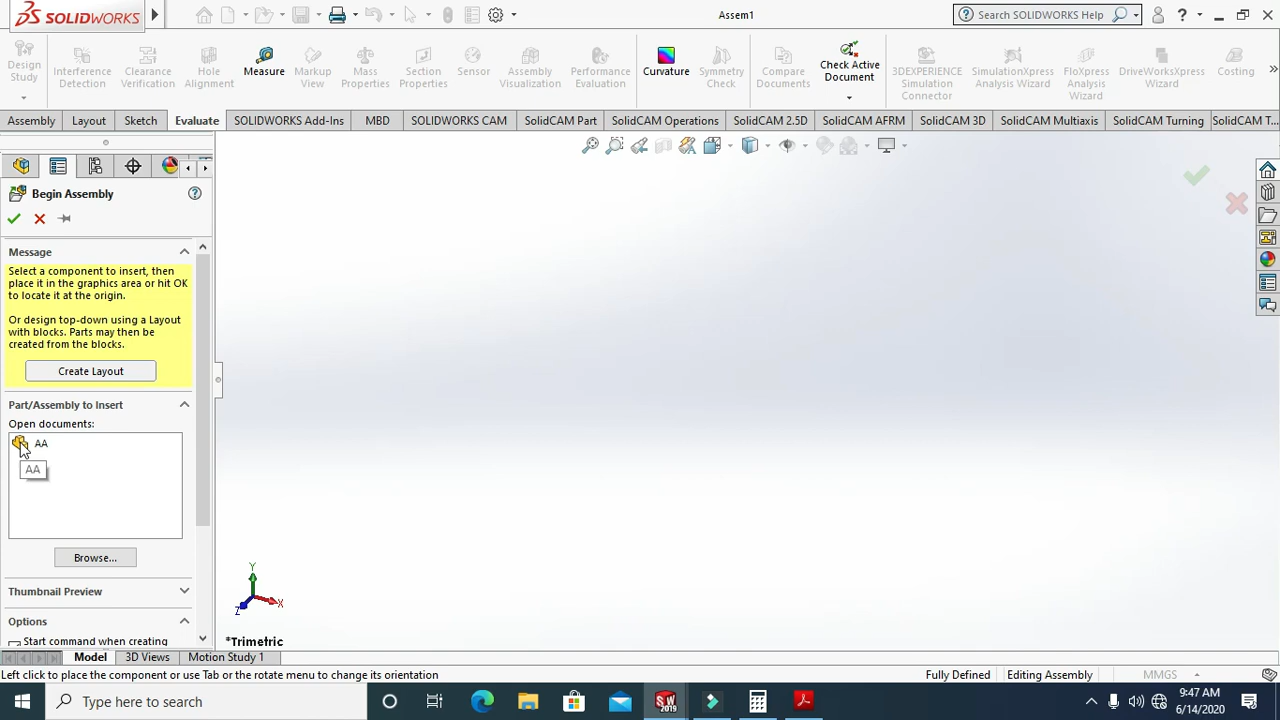 SOLIDWORKS
Assem1
Search SOLIDWORKS Help
Design Study
Interference Detection
Clearance Verification
Hole Alignment
Measure
Markup View
Mass Properties
Section Properties
Sensor
Assembly Visualization
Performance Evaluation
Curvature
Symmetry Check
Compare Documents
Check Active Document
3DEXPERIENCE Simulation Connector
SimulationXpress Analysis Wizard
FloXpress Analysis Wizard
DriveWorksXpress Wizard
Costing
Assembly Layout Sketch Evaluate SOLIDWORKS Add-Ins MBD SOLIDWORKS CAM SolidCAM Part SolidCAM Operations SolidCAM 2.5D SolidCAM AFRM SolidCAM 3D SolidCAM Multiaxis SolidCAM Turning SolidCAM T...
Begin Assembly
Message
Select a component to insert, then
place it in the graphics area or hit OK
to locate it at the origin.
Or design top-down using a Layout
with blocks. Parts may then be
created from the blocks.
Create Layout
Part/Assembly to Insert
Open documents:
AA
AA
Browse...
Thumbnail Preview
Options
Start command when creating
Y
X
Z
*Trimetric
Model 3D Views Motion Study 1
Left click to place the component or use Tab or the rotate menu to change its orientation
Fully Defined Editing Assembly MMGS
Type here to search
SW
2019
9:47 AM
6/14/2020